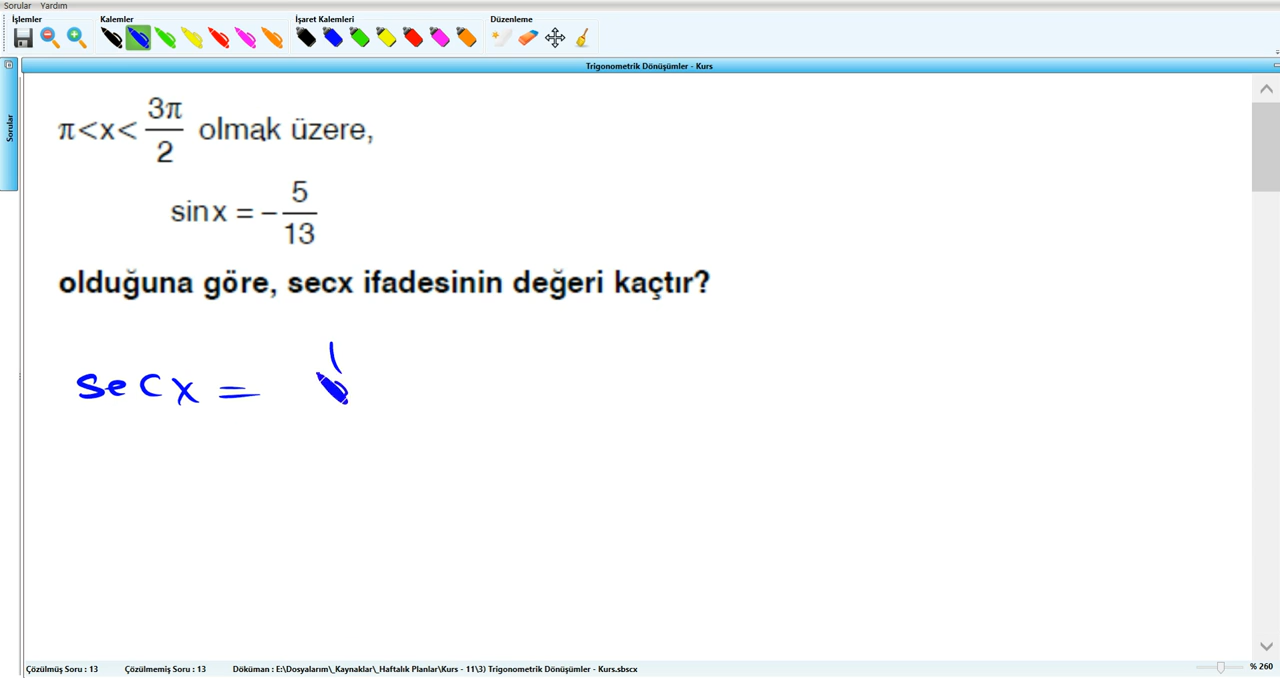 Sorular Yardım
İşlemler Kalemler İşaret Kalemleri Düzenleme
Trigonometrik Dönüşümler - Kurs
Sorular
π<x< 3π/2 olmak üzere,
sinx = - 5/13
olduğuna göre, secx ifadesinin değeri kaçtır?
secx = 1
Çözülmüş Soru : 13 Çözülmemiş Soru : 13 Döküman : E:\Dosyalarım\_Kaynaklar\_Haftalık Planlar\Kurs - 11\3) Trigonometrik Dönüşümler - Kurs.sbscx % 260